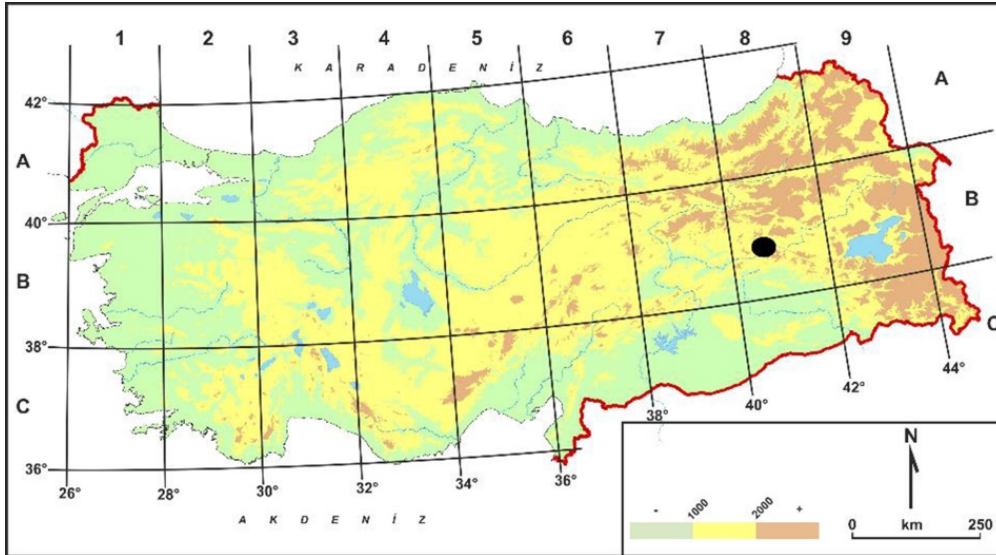 1 2 3 4 5 6 7 8 9
K A R A D E N İ Z
A
42°
A
B
40°
B
38°
C
C
44°
42°
40°
38°
36°
36°
26° 28° 30° 32° 34°
A K D E N İ Z
N
- 1000 2000 +
0 km 250